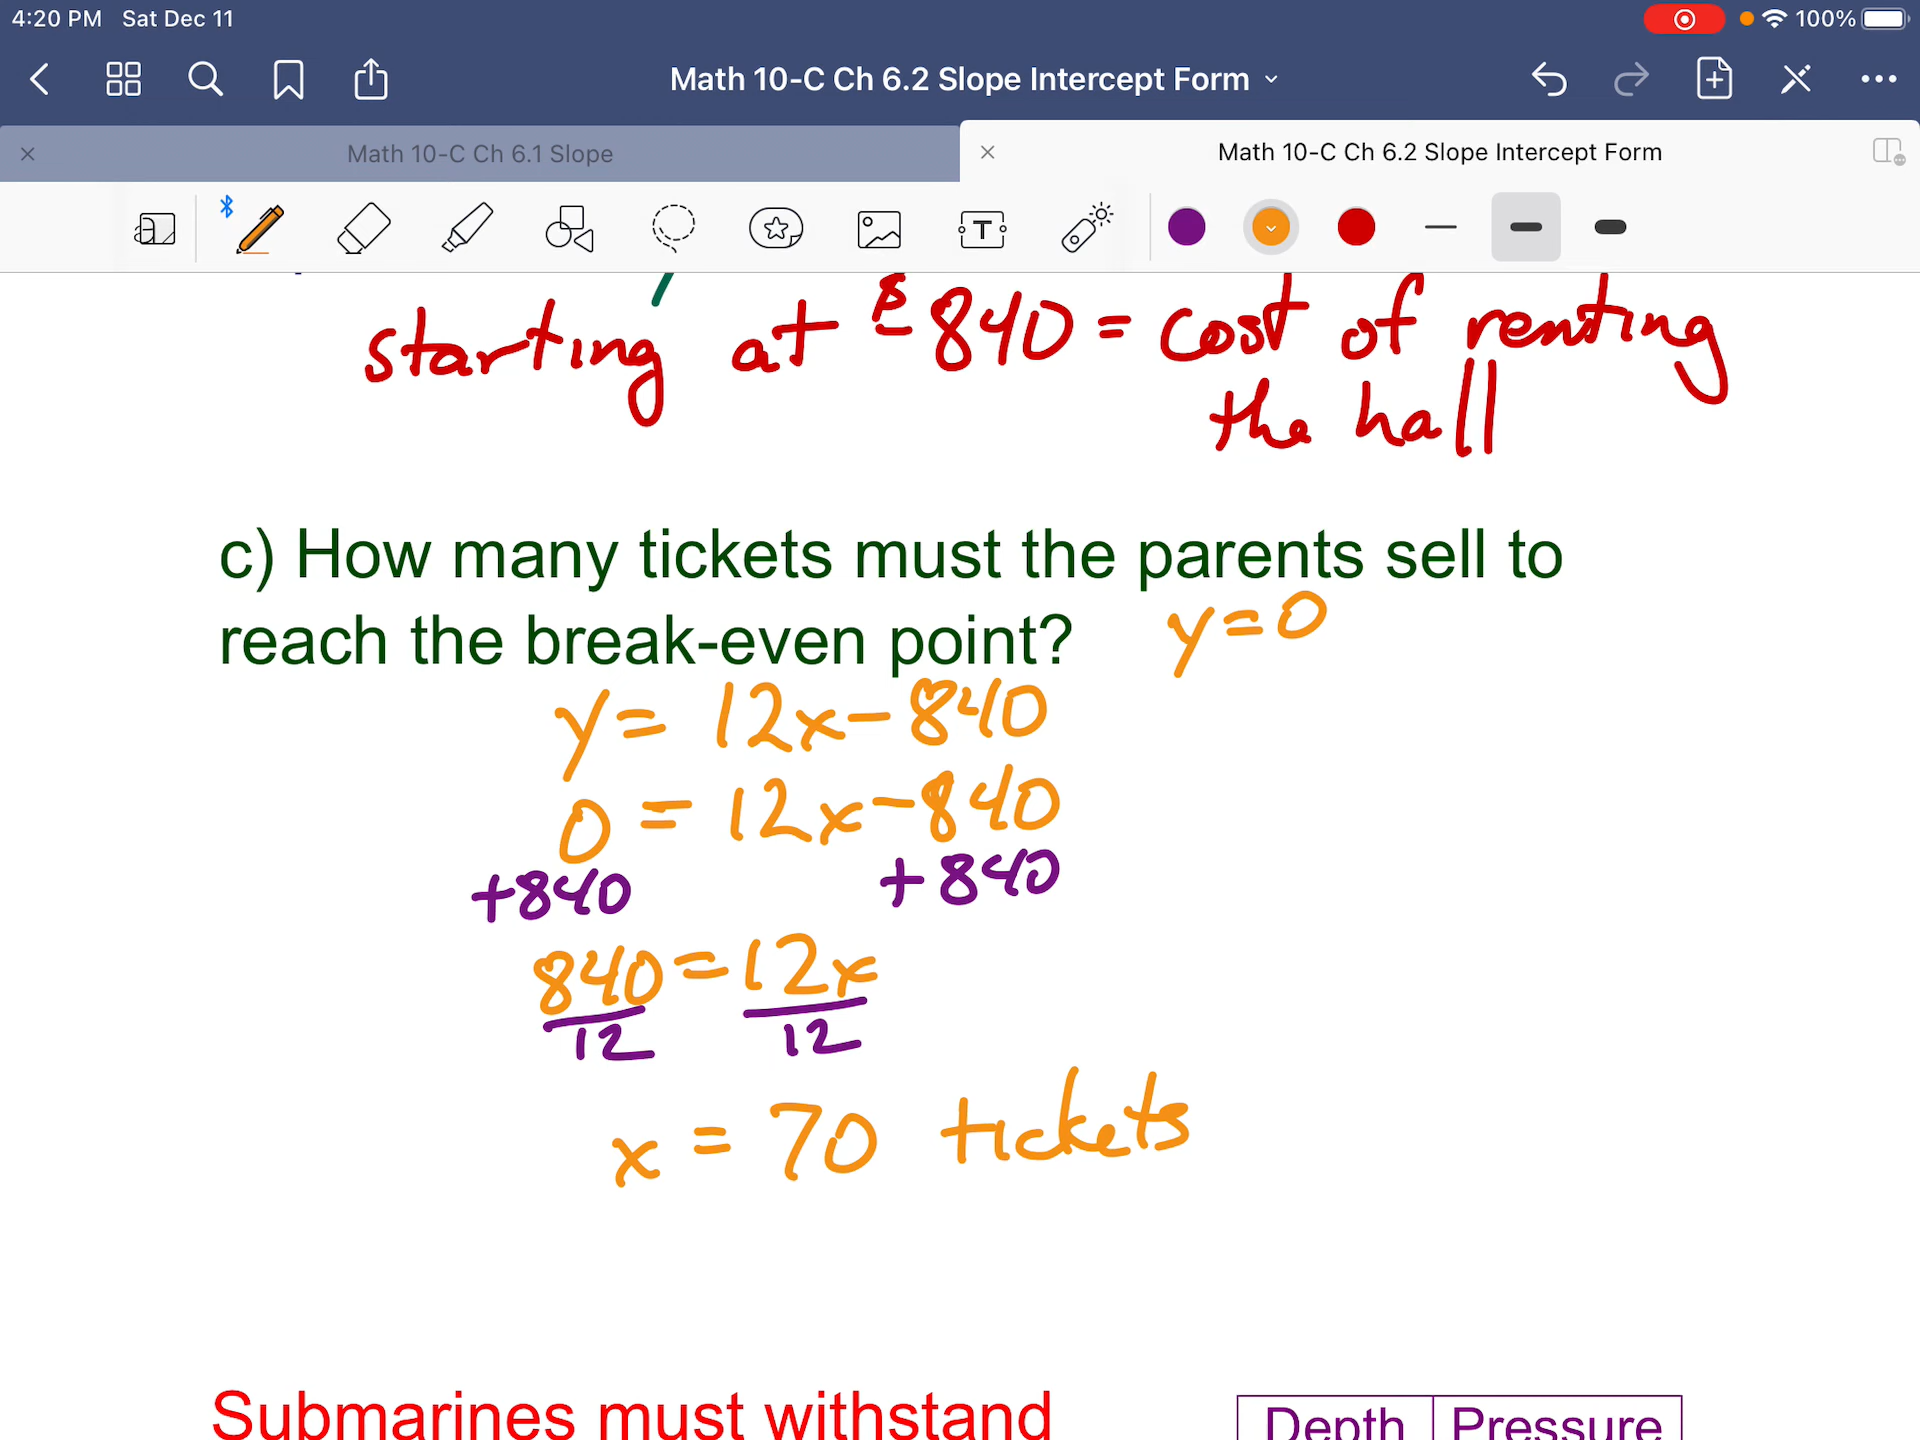 4:20 PM Sat Dec 11
100%
Math 10-C Ch 6.2 Slope Intercept Form
Math 10-C Ch 6.1 Slope
Math 10-C Ch 6.2 Slope Intercept Form
starting at $840 = cost of renting
the hall
c) How many tickets must the parents sell to
reach the break-even point? y=0
y = 12x - 840
0 = 12x - 840
+840 +840
840 = 12x
12 12
x = 70 tickets
Submarines must withstand
Depth Pressure